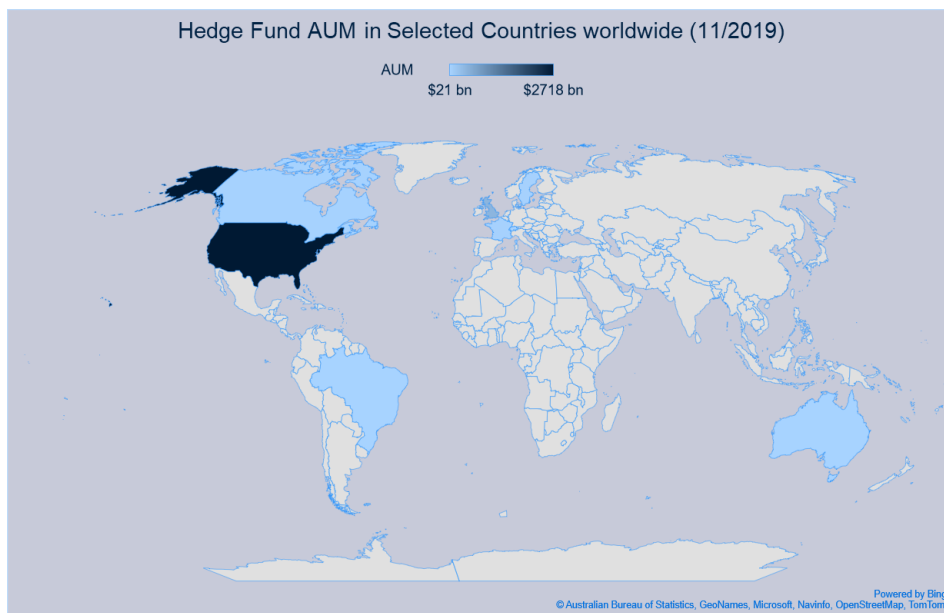 Hedge Fund AUM in Selected Countries worldwide (11/2019)
AUM
$21 bn $2718 bn
Powered by Bing
© Australian Bureau of Statistics, GeoNames, Microsoft, Navinfo, OpenStreetMap, TomTom